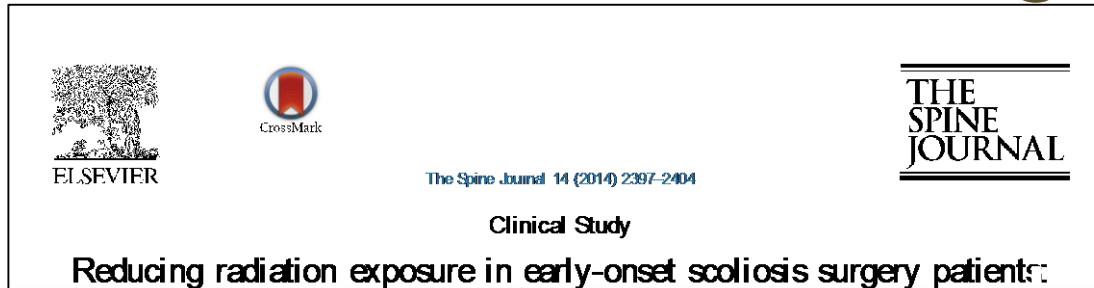 CrossMark
ELSEVIER
THE
SPINE
JOURNAL
The Spine Journal 14 (2014) 2397–2404
Clinical Study
Reducing radiation exposure in early-onset scoliosis surgery patients: